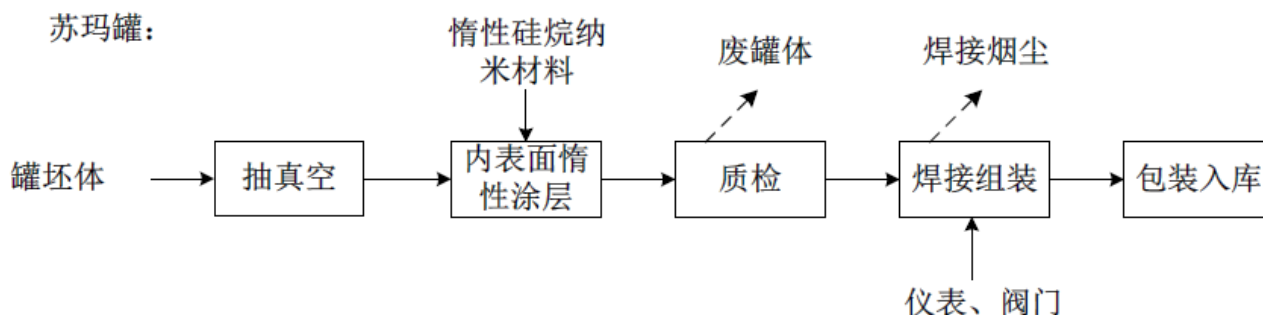 苏玛罐：
惰性硅烷纳
米材料
废罐体
焊接烟尘
罐坯体
抽真空
内表面惰
性涂层
质检
焊接组装
包装入库
仪表、阀门